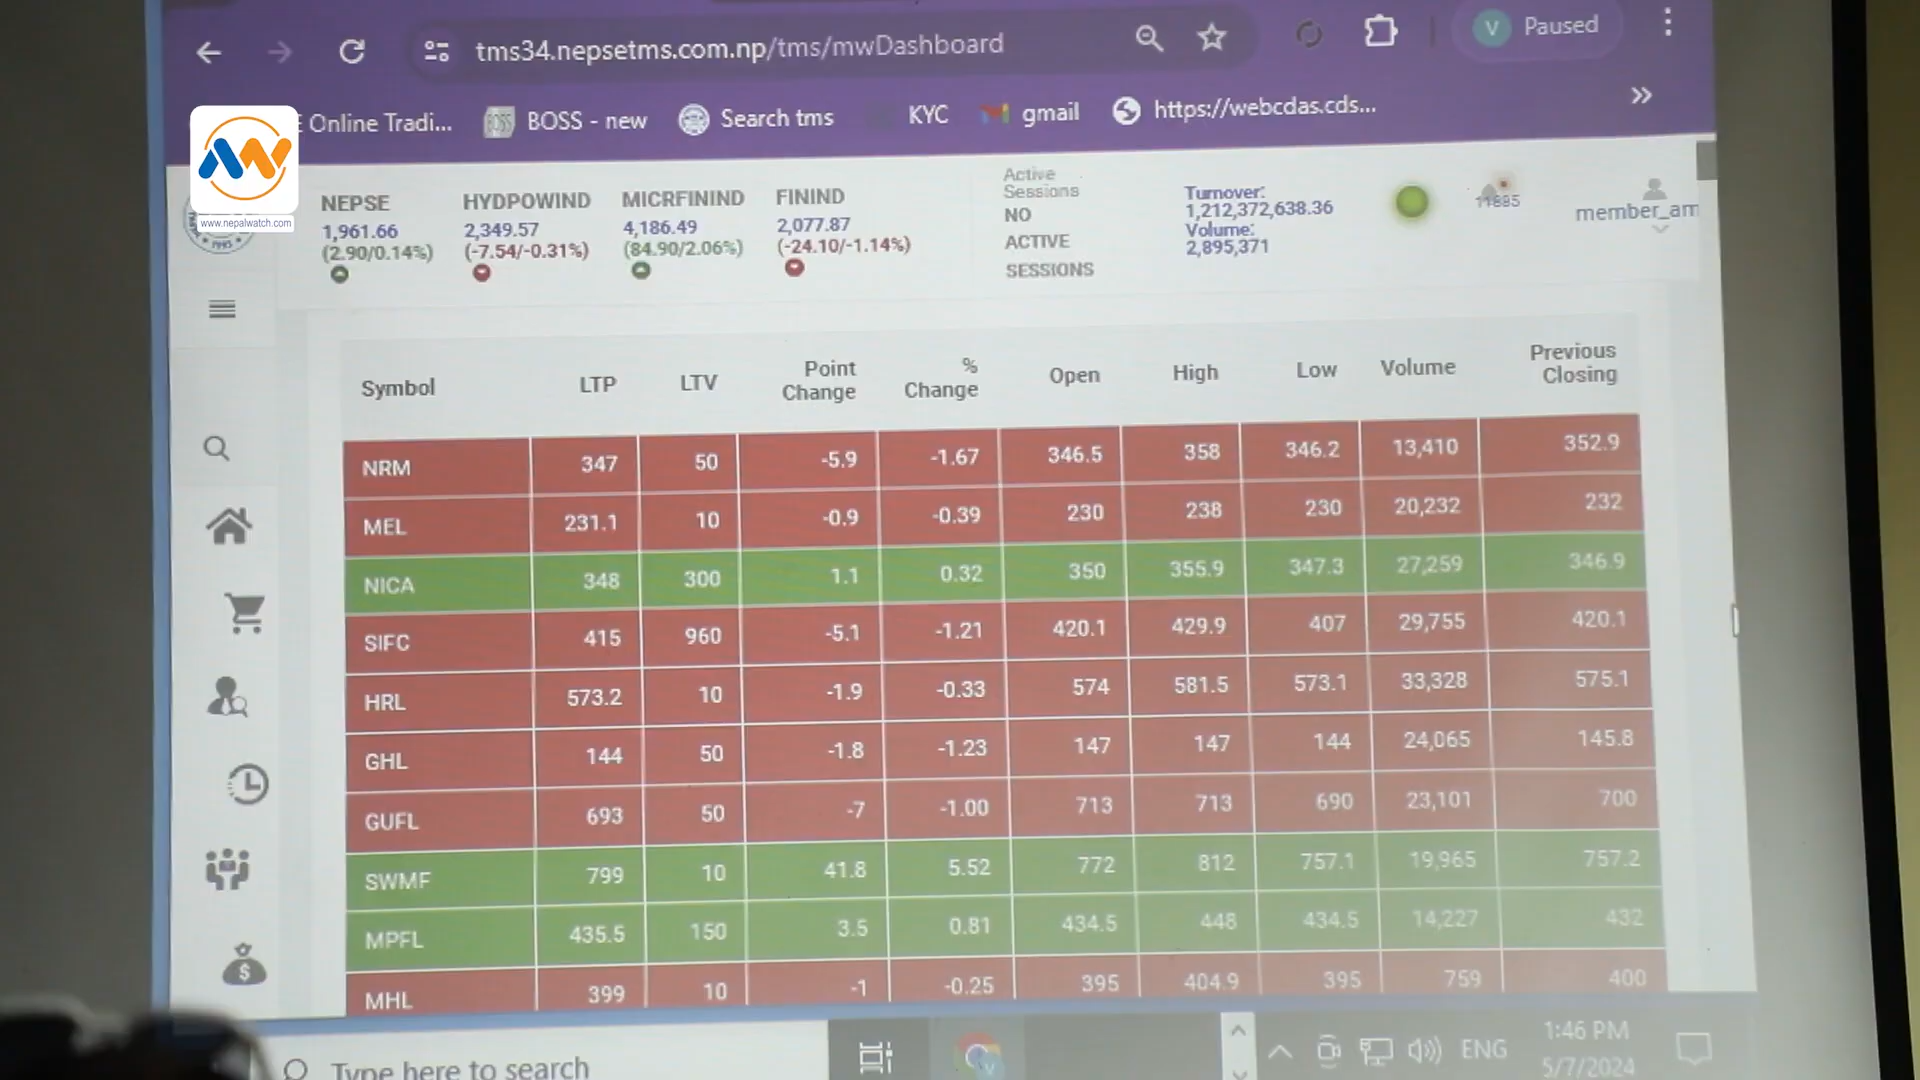 tms34.nepsetms.com.np/tms/mwDashboard
Paused
V
E Online Tradi...
BOSS - new
Search tms
KYC
gmail
https://webcdas.cds...
www.nepalwatch.com
NEPSE
1,961.66
(2.90/0.14%)
HYDPOWIND
2,349.57
(-7.54/-0.31%)
MICRFININD
4,186.49
(84.90/2.06%)
FININD
2,077.87
(-24.10/-1.14%)
Active
Sessions
NO
ACTIVE
SESSIONS
Turnover:
1,212,372,638.36
Volume:
2,895,371
11885
member_am
Symbol LTP LTV Point Change % Change Open High Low Volume Previous Closing
NRM 347 50 -5.9 -1.67 346.5 358 346.2 13,410 352.9
MEL 231.1 10 -0.9 -0.39 230 238 230 20,232 232
NICA 348 300 1.1 0.32 350 355.9 347.3 27,259 346.9
SIFC 415 960 -5.1 -1.21 420.1 429.9 407 29,755 420.1
HRL 573.2 10 -1.9 -0.33 574 581.5 573.1 33,328 575.1
GHL 144 50 -1.8 -1.23 147 147 144 24,065 145.8
GUFL 693 50 -7 -1.00 713 713 690 23,101 700
SWMF 799 10 41.8 5.52 772 812 757.1 19,965 757.2
MPFL 435.5 150 3.5 0.81 434.5 448 434.5 14,227 432
MHL 399 10 -1 -0.25 395 404.9 395 759 400
Type here to search
ENG
1:46 PM
5/7/2024